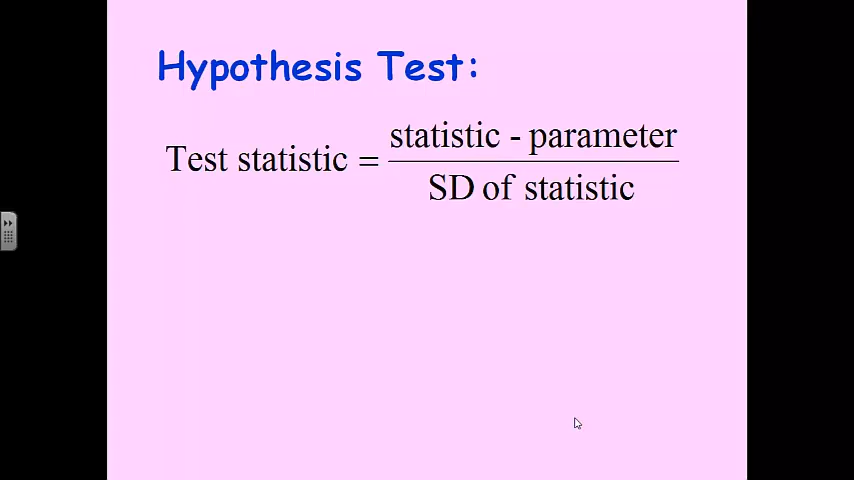 Hypothesis Test:
Test statistic = statistic - parameter
SD of statistic